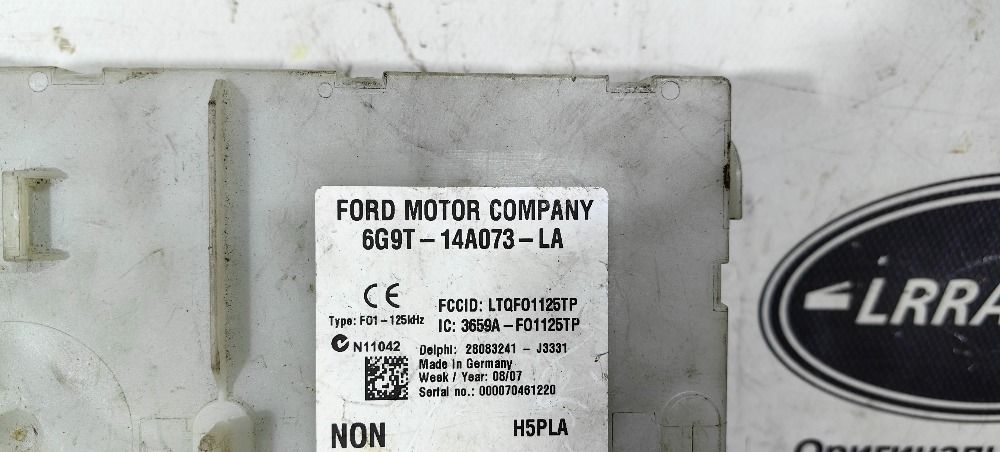 FORD MOTOR COMPANY
6G9T-14A073-LA
CE
FCCID: LTQFO1125TP
Type: FO1-125kHz
IC: 3659A-FO1125TP
N11042
Delphi: 28083241 - J3331
Made in Germany
Week / Year: 08/07
Serial no.: 000070461220
NON
H5PLA
LRRA